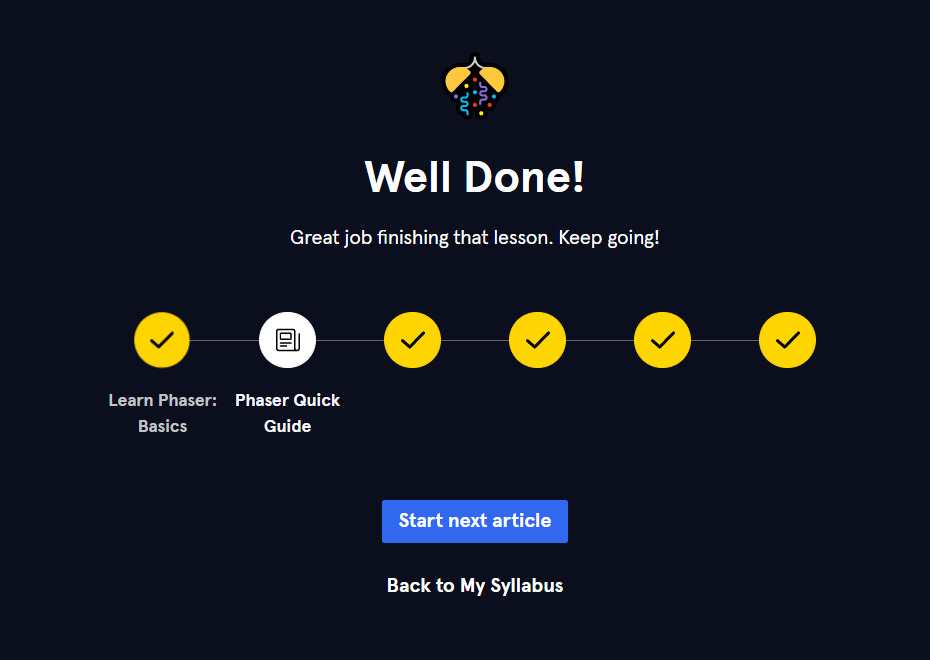 Well Done!
Great job finishing that lesson. Keep going!
Learn Phaser:
Basics
Phaser Quick
Guide
Start next article
Back to My Syllabus